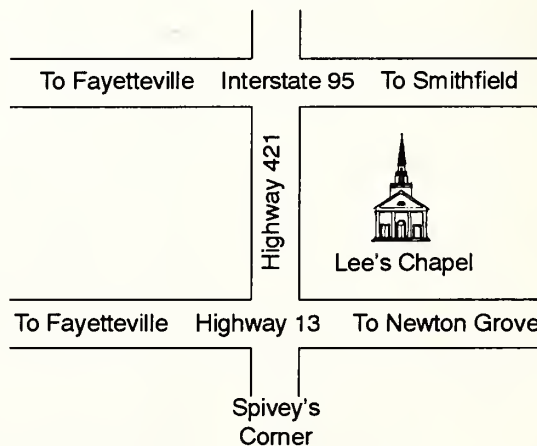 To Fayetteville Interstate 95 To Smithfield
Highway 421
Lee's Chapel
To Fayetteville Highway 13 To Newton Grove
Spivey's
Corner